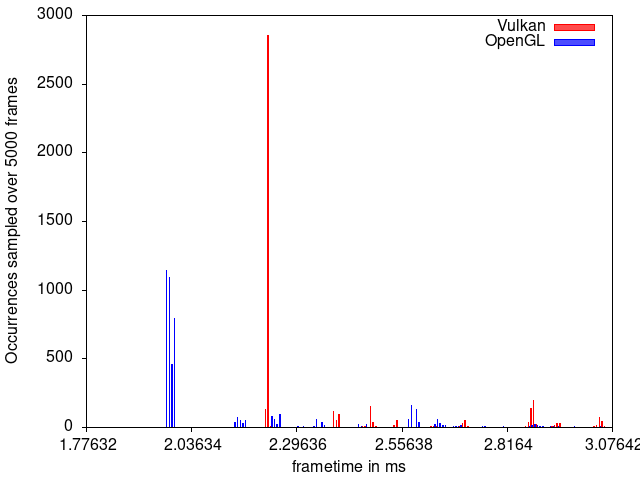 3000
2500
2000
1500
1000
500
0
Occurrences sampled over 5000 frames
Vulkan
OpenGL
1.77632 2.03634 2.29636 2.55638 2.8164 3.07642
frametime in ms